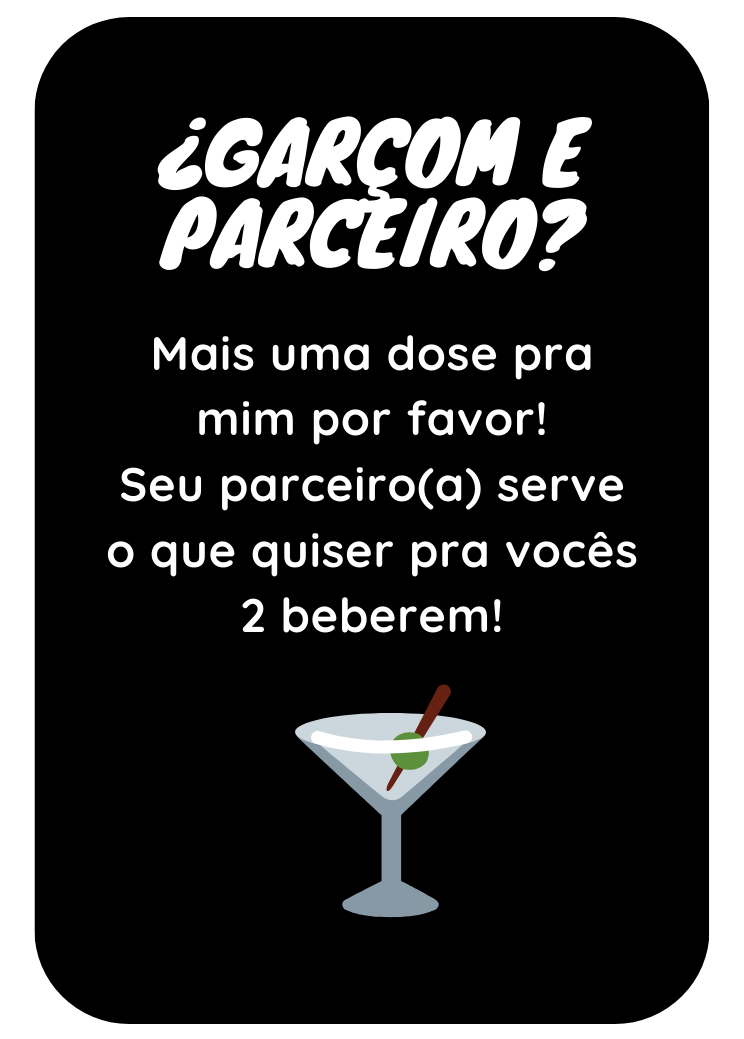 ¿GARÇOM E
PARCEIRO?
Mais uma dose pra
mim por favor!
Seu parceiro(a) serve
o que quiser pra vocês
2 beberem!